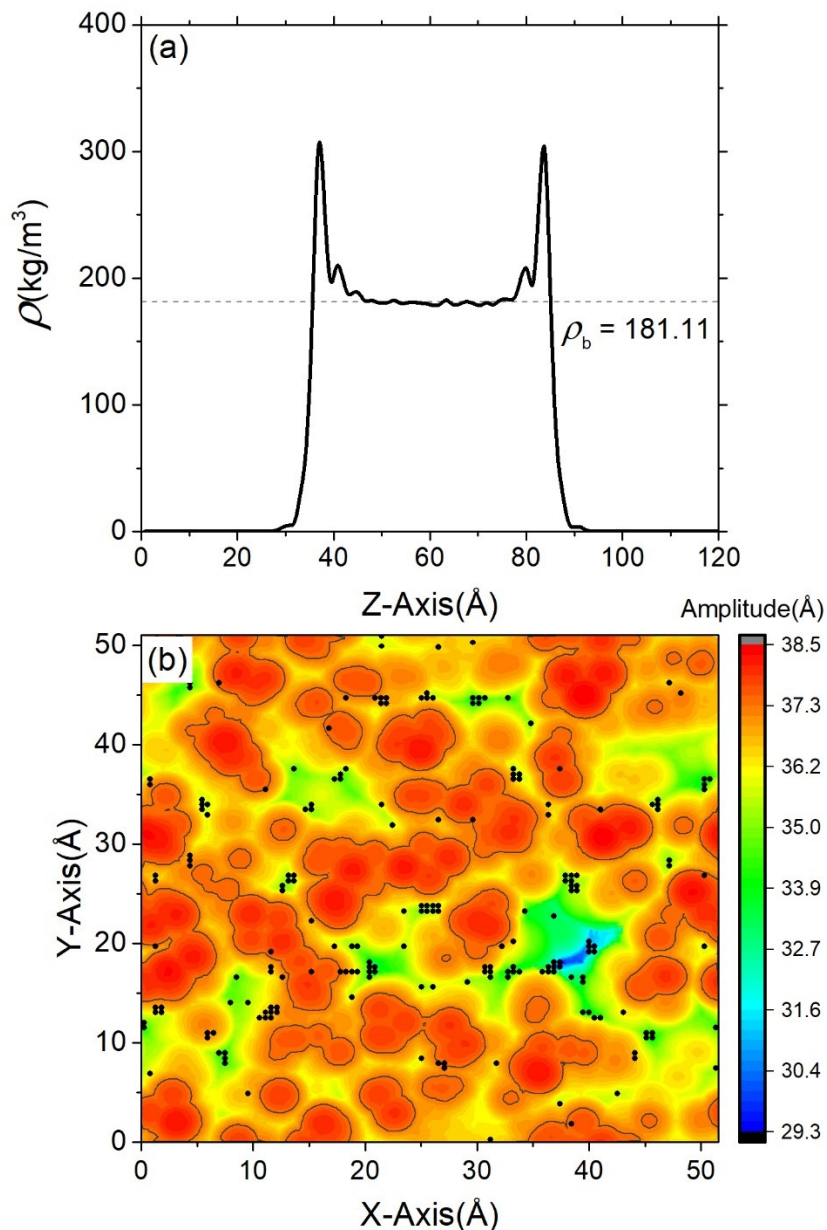 (a)
400
300
200
100
0
ρ(kg/m³)
ρb = 181.11
0 20 40 60 80 100 120
Z-Axis(Å)
Amplitude(Å)
(b)
50
40
30
20
10
0
Y-Axis(Å)
0 10 20 30 40 50
X-Axis(Å)
38.5
37.3
36.2
35.0
33.9
32.7
31.6
30.4
29.3